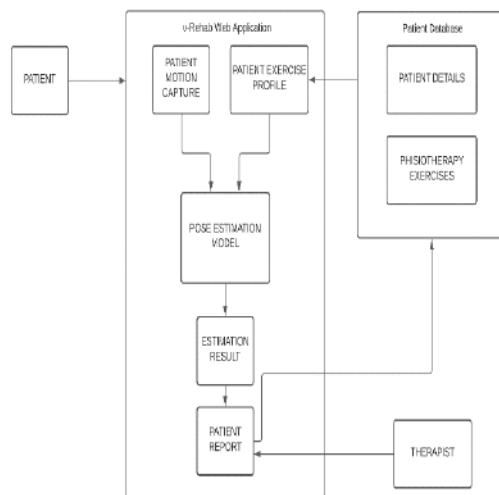 v-Rehab Web Application
Patient Database
PATIENT
PATIENT
MOTION
CAPTURE
PATIENT EXERCISE
PROFILE
PATIENT DETAILS
PHISIOTHERAPY
EXERCISES
POSE ESTIMATION
MODEL
ESTIMATION
RESULT
PATIENT
REPORT
THERAPIST